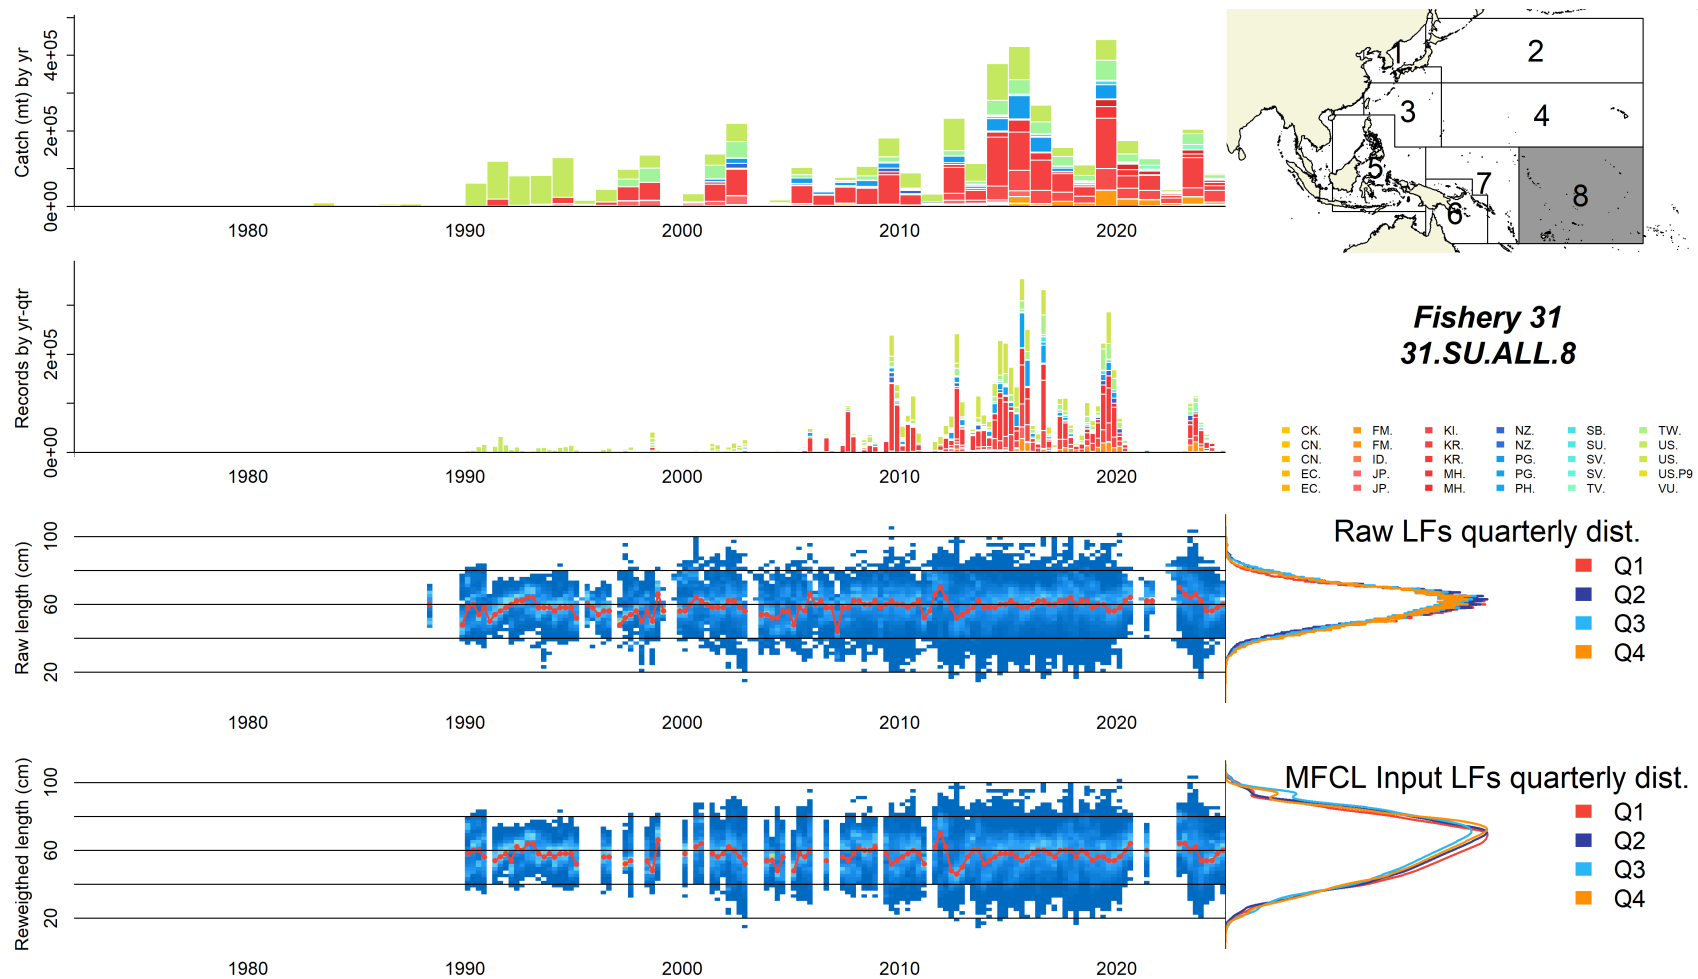 Catch (mt) by yr
0e+00
2e+05
4e+05
1980
1990
2000
2010
2020
1
2
3
4
5
6
7
8
Records by yr-qtr
0e+00
2e+05
1980
1990
2000
2010
2020
Fishery 31
31.SU.ALL.8
CK. FM. KI. NZ. SB. TW.
CN. FM. KR. NZ. SU. US.
CN. ID. KR. PG. SV. US.
EC. JP. MH. PG. SV. US.P9
EC. JP. MH. PH. TV. VU.
Raw length (cm)
20
60
100
1980
1990
2000
2010
2020
Raw LFs quarterly dist.
Q1
Q2
Q3
Q4
Reweigthed length (cm)
20
60
100
1980
1990
2000
2010
2020
MFCL Input LFs quarterly dist.
Q1
Q2
Q3
Q4